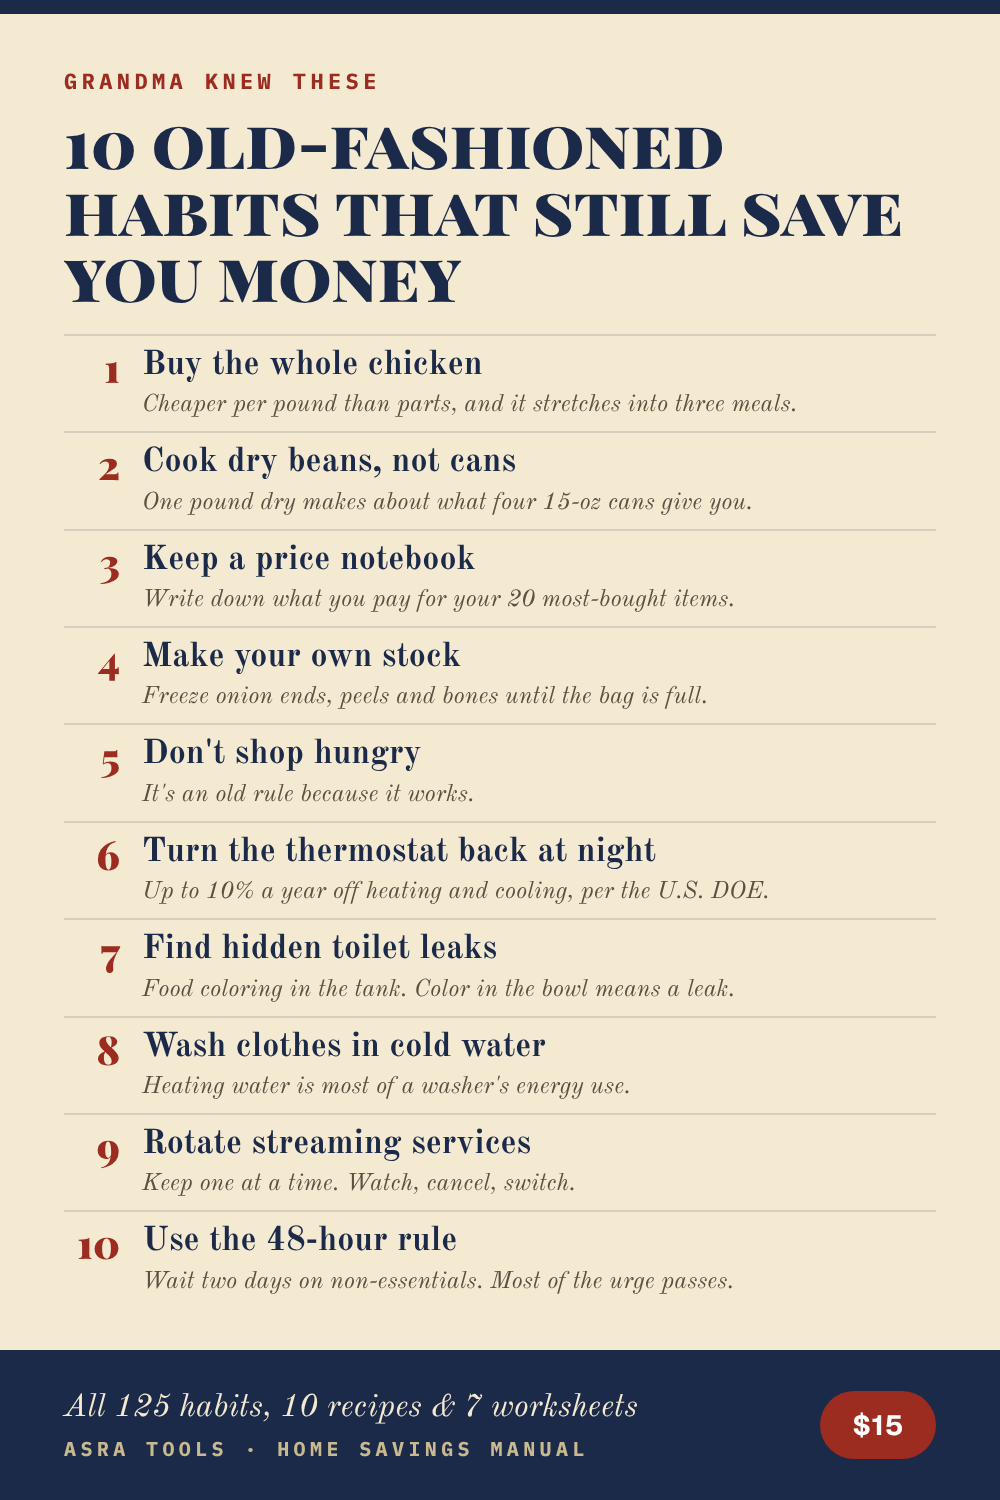 GRANDMA KNEW THESE
10 OLD-FASHIONED
HABITS THAT STILL SAVE
YOU MONEY
1 Buy the whole chicken
Cheaper per pound than parts, and it stretches into three meals.
2 Cook dry beans, not cans
One pound dry makes about what four 15-oz cans give you.
3 Keep a price notebook
Write down what you pay for your 20 most-bought items.
4 Make your own stock
Freeze onion ends, peels and bones until the bag is full.
5 Don't shop hungry
It's an old rule because it works.
6 Turn the thermostat back at night
Up to 10% a year off heating and cooling, per the U.S. DOE.
7 Find hidden toilet leaks
Food coloring in the tank. Color in the bowl means a leak.
8 Wash clothes in cold water
Heating water is most of a washer's energy use.
9 Rotate streaming services
Keep one at a time. Watch, cancel, switch.
10 Use the 48-hour rule
Wait two days on non-essentials. Most of the urge passes.
All 125 habits, 10 recipes & 7 worksheets
ASRA TOOLS · HOME SAVINGS MANUAL
$15